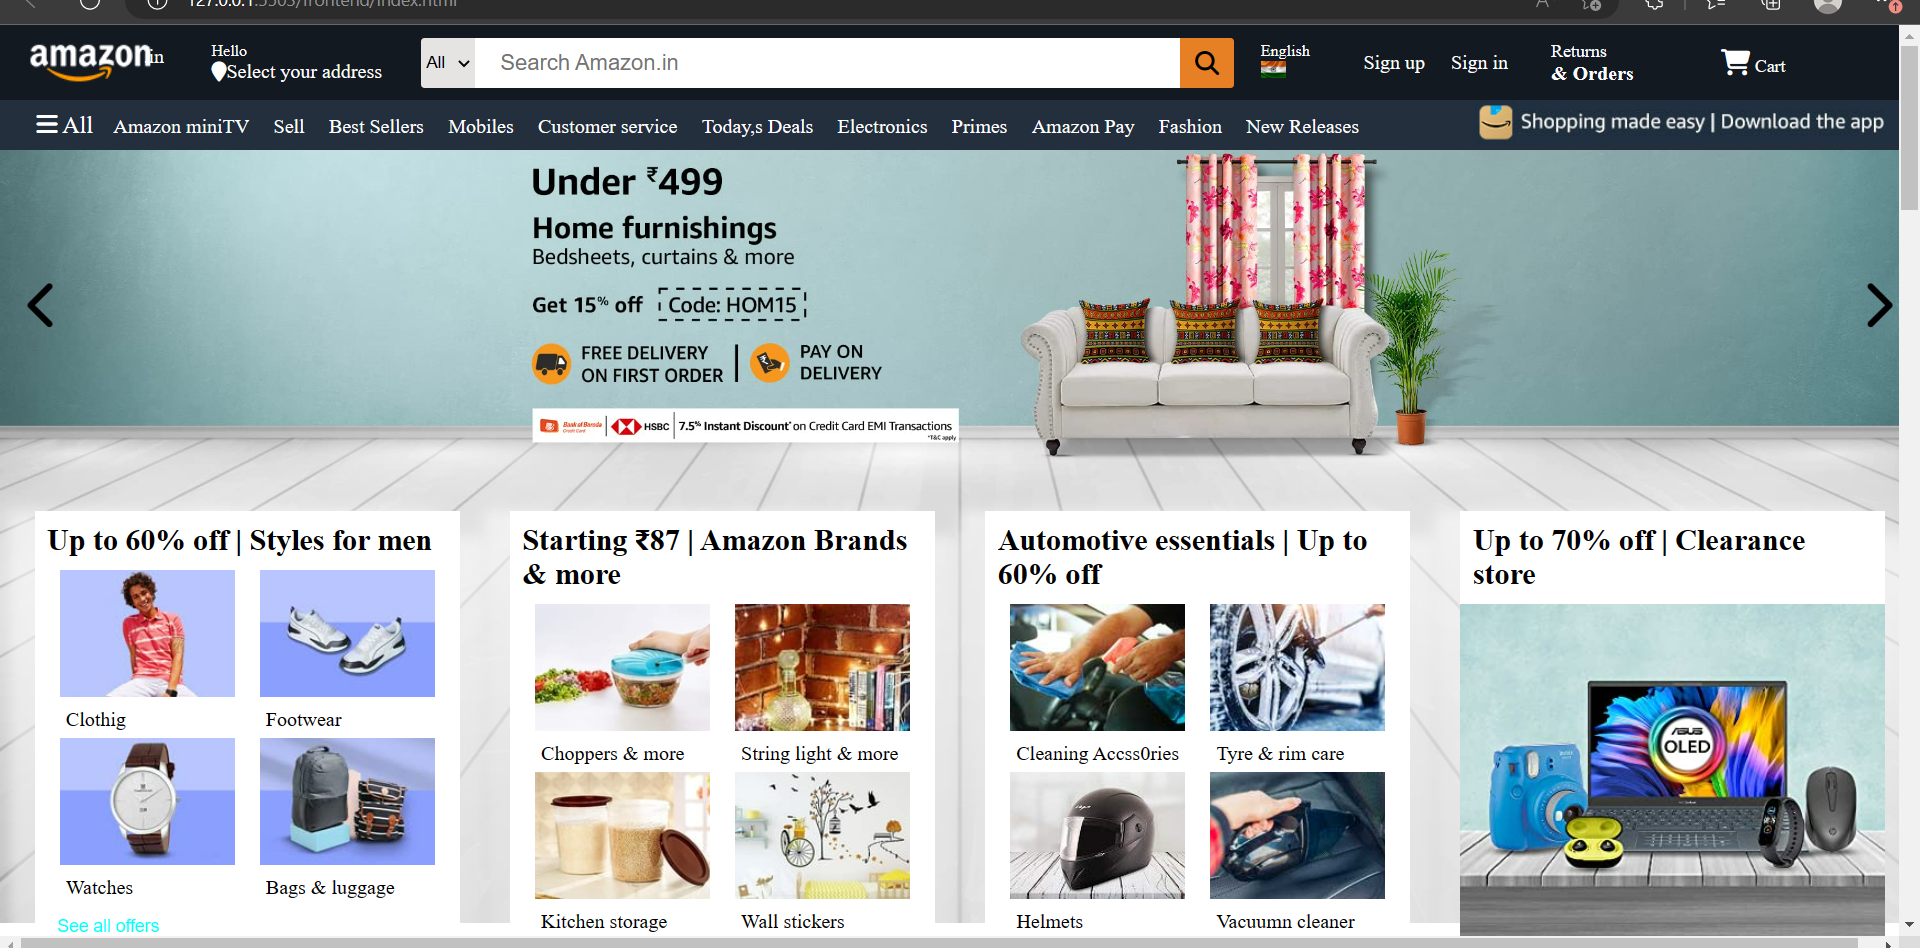 127.0.0.1:5503/frontend/index.html
amazon in
Hello
Select your address
All
Search Amazon.in
English
Sign up
Sign in
Returns
& Orders
Cart
All
Amazon miniTV
Sell
Best Sellers
Mobiles
Customer service
Today,s Deals
Electronics
Primes
Amazon Pay
Fashion
New Releases
Shopping made easy | Download the app
Under ₹499
Home furnishings
Bedsheets, curtains & more
Get 15% off Code: HOM15
FREE DELIVERY
ON FIRST ORDER
PAY ON
DELIVERY
Bank of Baroda
Credit Card
HSBC
7.5% Instant Discount* on Credit Card EMI Transactions
*T&C apply
Up to 60% off | Styles for men
Clothig
Footwear
Watches
Bags & luggage
See all offers
Starting ₹87 | Amazon Brands
& more
Choppers & more
String light & more
Kitchen storage
Wall stickers
Automotive essentials | Up to
60% off
Cleaning Accss0ries
Tyre & rim care
Helmets
Vacuumn cleaner
Up to 70% off | Clearance
store
ASUS
OLED